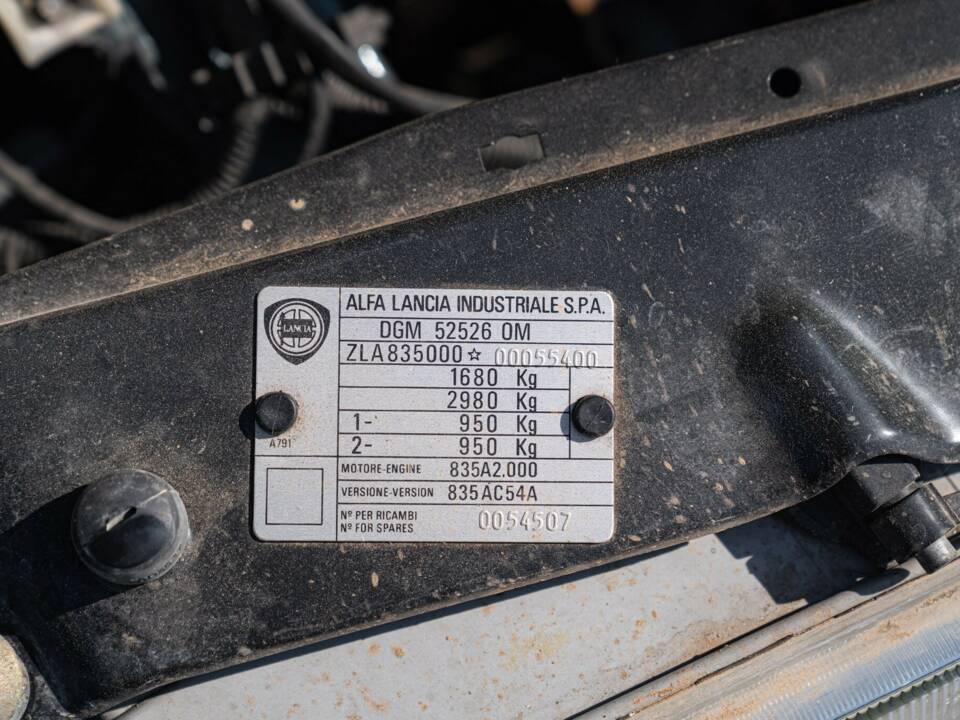 LANCIA
A791
ALFA LANCIA INDUSTRIALE S.P.A.
DGM 52526 OM
ZLA835000☆ 00055400
1680 Kg
2980 Kg
1- 950 Kg
2- 950 Kg
MOTORE-ENGINE 835A2.000
VERSIONE-VERSION 835AC54A
Nº PER RICAMBI
Nº FOR SPARES 0054507